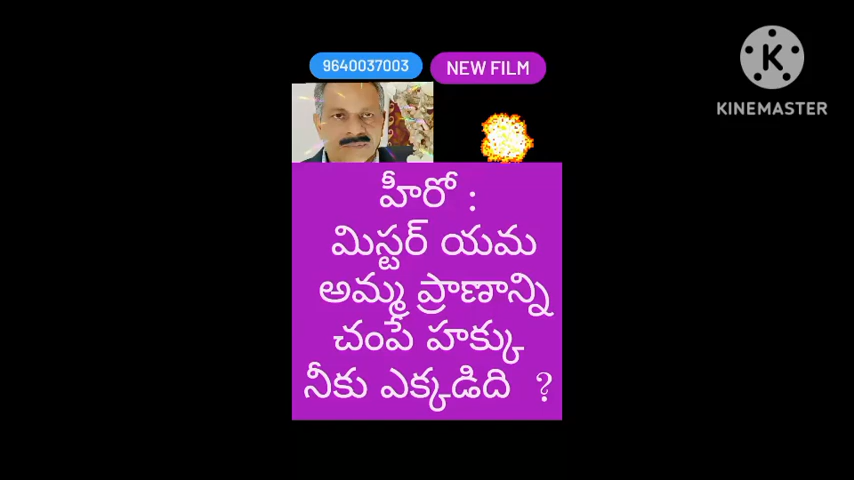 9640037003
NEW FILM
KINEMASTER
హీరో :
మిస్టర్ యమ
అమ్మ ప్రాణాన్ని
చంపే హక్కు
నీకు ఎక్కడిది ?